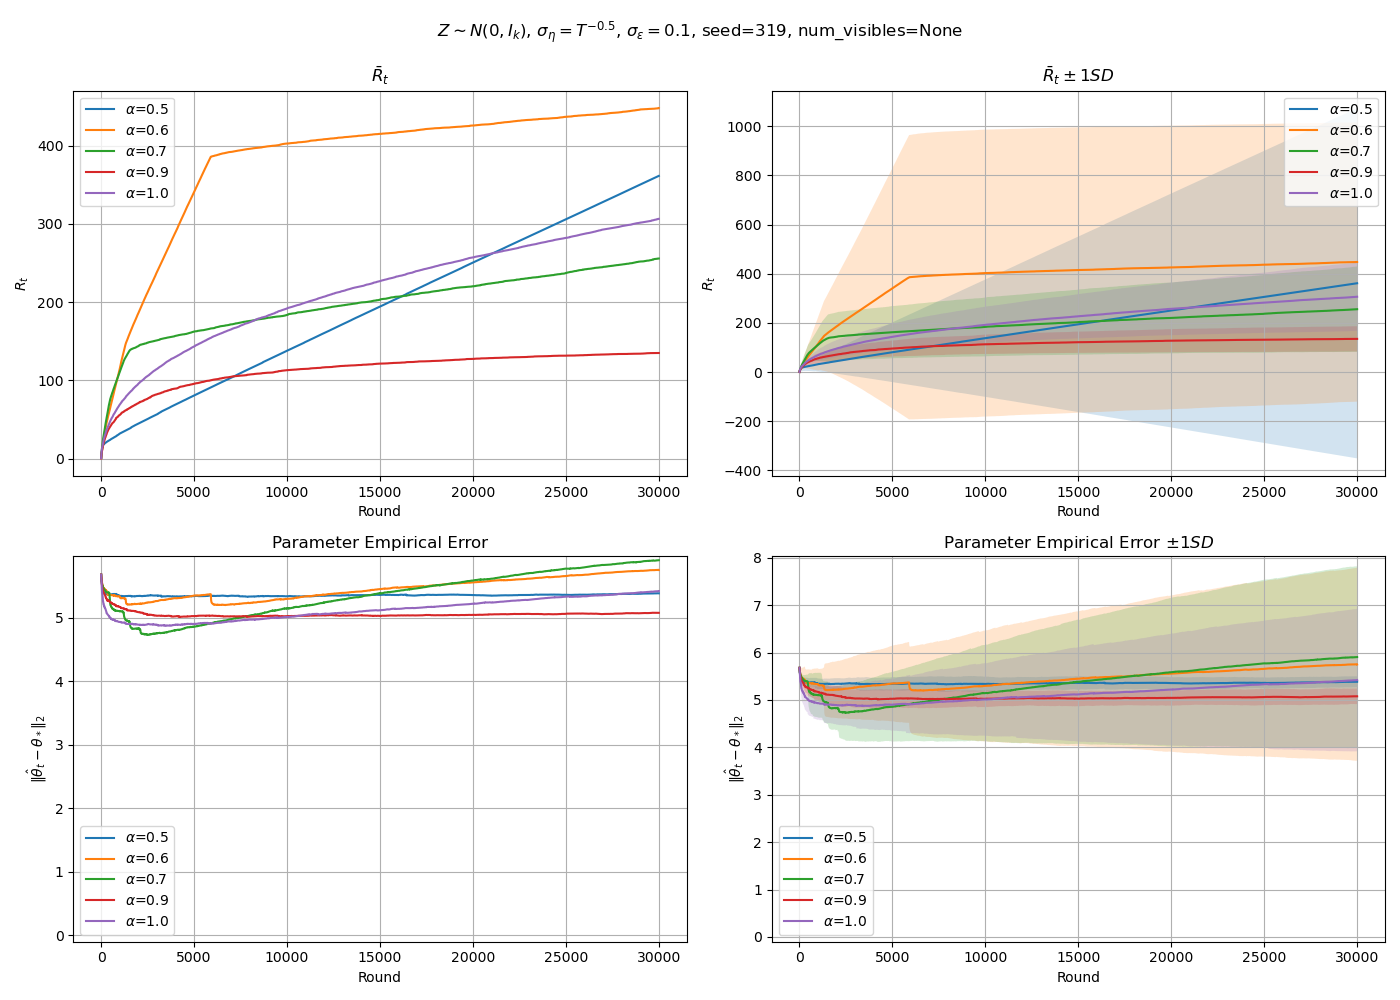 Z ~ N(0, I_k), σ_η = T^{−0.5}, σ_ε = 0.1, seed=319, num_visibles=None
R̄_t
R_t
400
300
200
100
0
α=0.5
α=0.6
α=0.7
α=0.9
α=1.0
0 5000 10000 15000 20000 25000 30000
Round
R̄_t ± 1SD
R_t
1000
800
600
400
200
0
−200
−400
α=0.5
α=0.6
α=0.7
α=0.9
α=1.0
0 5000 10000 15000 20000 25000 30000
Round
Parameter Empirical Error
‖θ̂_t − θ_*‖_2
5
4
3
2
1
0
α=0.5
α=0.6
α=0.7
α=0.9
α=1.0
0 5000 10000 15000 20000 25000 30000
Round
Parameter Empirical Error ±1SD
‖θ̂_t − θ_*‖_2
8
7
6
5
4
3
2
1
0
α=0.5
α=0.6
α=0.7
α=0.9
α=1.0
0 5000 10000 15000 20000 25000 30000
Round